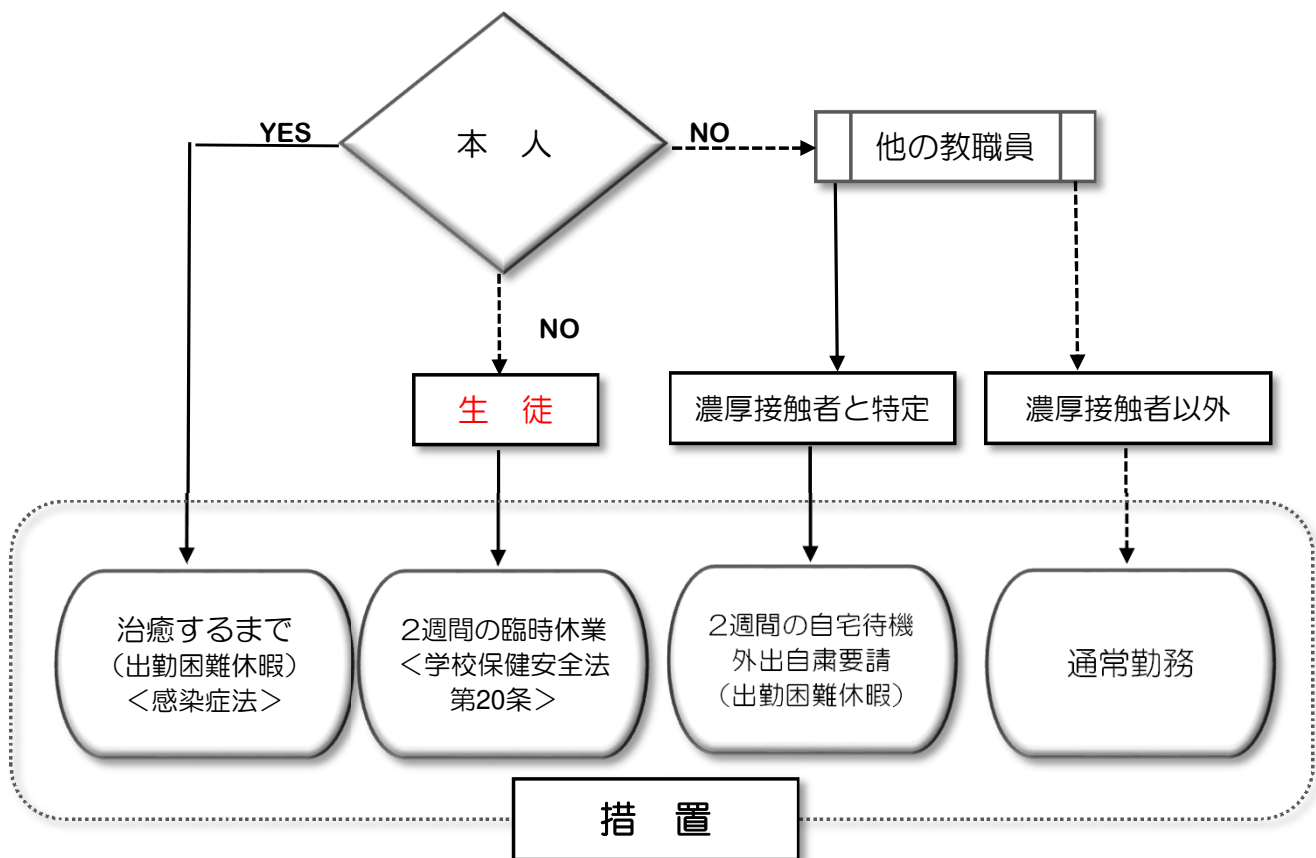 本　人
YES
NO
他の教職員
NO
生　徒
濃厚接触者と特定
濃厚接触者以外
治癒するまで
（出勤困難休暇）
＜感染症法＞
2週間の臨時休業
＜学校保健安全法
第20条＞
2週間の自宅待機
外出自粛要請
（出勤困難休暇）
通常勤務
措　置